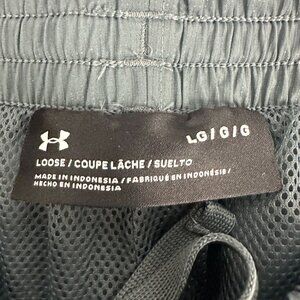 LG/G/G
LOOSE / COUPE LÂCHE / SUELTO
MADE IN INDONESIA / FABRIQUÉ EN INDONÉSIE/
HECHO EN INDONESIA